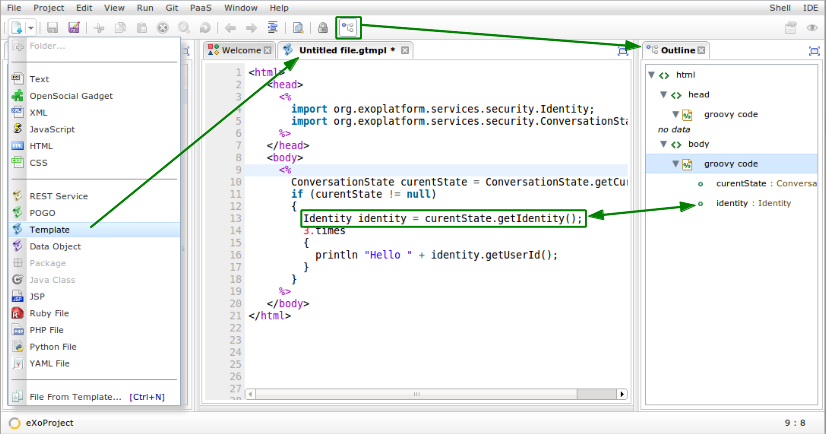 File Project Edit View Run Git PaaS Window Help Shell IDE
Folder...
Text
OpenSocial Gadget
XML
JavaScript
HTML
CSS
REST Service
POGO
Template
Data Object
Package
Java Class
JSP
Ruby File
PHP File
Python File
YAML File
File From Template... [Ctrl+N]
Welcome
Untitled file.gtmpl *
1 <html>
2 <head>
3 <%
4 import org.exoplatform.services.security.Identity;
5 import org.exoplatform.services.security.ConversationSta
6 %>
7 </head>
8 <body>
9 <%
10 ConversationState curentState = ConversationState.getCur
11 if (curentState != null)
12 {
13 Identity identity = curentState.getIdentity();
14 3.times
15 {
16 println "Hello " + identity.getUserId();
17 }
18 }
19 %>
20 </body>
21 </html>
22
23
24
25
26
27
28
Outline
<> html
<> head
groovy code
no data
<> body
groovy code
curentState : Conversa
identity : Identity
eXoProject
9 : 8